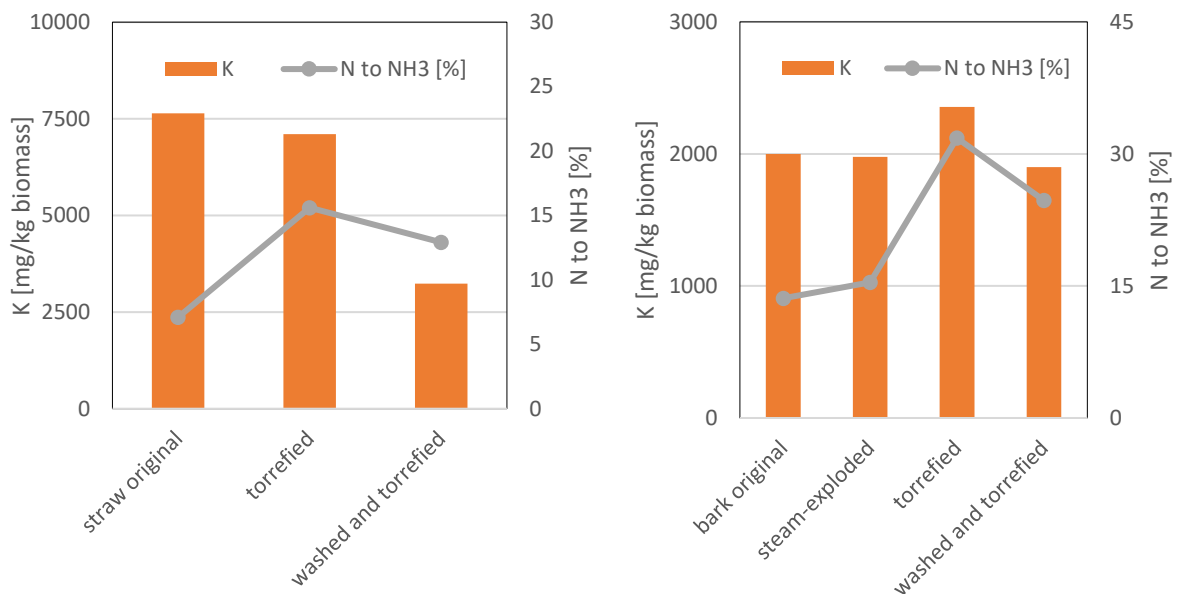 K
N to NH3 [%]
K [mg/kg biomass]
10000
7500
5000
2500
0
30
25
20
15
10
5
0
N to NH3 [%]
straw original
torrefied
washed and torrefied
K
N to NH3 [%]
K [mg/kg biomass]
3000
2000
1000
0
45
30
15
0
N to NH3 [%]
bark original
steam-exploded
torrefied
washed and torrefied